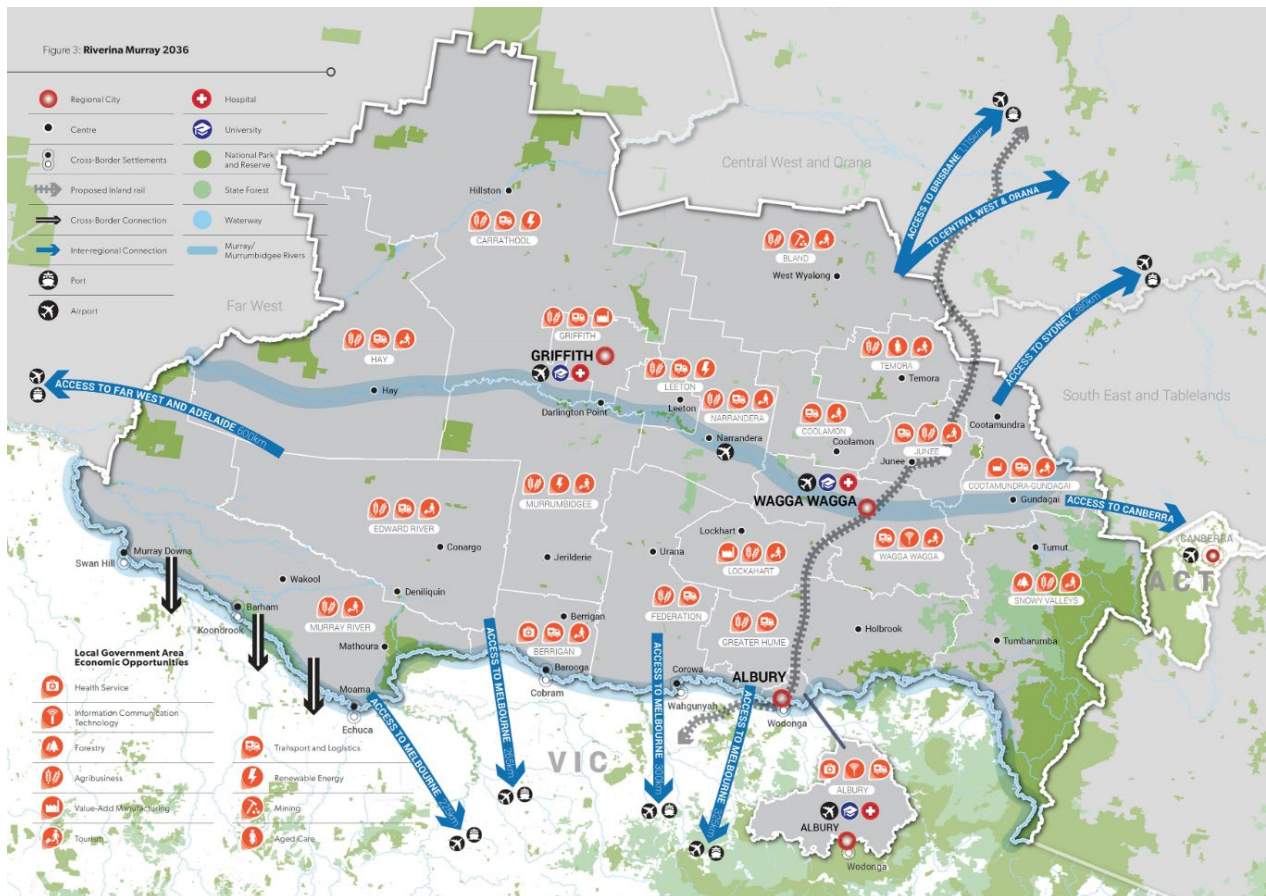 Figure 3: Riverina Murray 2036
Regional City
Hospital
Centre
University
Cross-Border Settlements
National Park
and Reserve
Proposed Inland rail
State Forest
Cross-Border Connection
Waterway
Inter-regional Connection
Murray/
Murrumbidgee Rivers
Port
Airport
Central West and Orana
ACCESS TO BRISBANE 1115km
TO CENTRAL WEST & ORANA
Hillston
CARRATHOOL
BLAND
West Wyalong
Far West
ACCESS TO SYDNEY 380km
GRIFFITH
HAY
GRIFFITH
TEMORA
Temora
LEETON
Leeton
South East and Tablelands
ACCESS TO FAR WEST AND ADELAIDE 600km
Hay
Darlington Point
NARRANDERA
Narrandera
COOLAMON
Coolamon
Cootamundra
JUNEE
Junee
COOTAMUNDRA-GUNDAGAI
Gundagai
MURRUMBIDGEE
WAGGA WAGGA
ACCESS TO CANBERRA
EDWARD RIVER
Conargo
Jerilderie
Urana
Lockhart
LOCKAHART
WAGGA WAGGA
Tumut
CANBERRA
ACT
Murray Downs
Swan Hill
Wakool
Deniliquin
SNOWY VALLEYS
Barham
Koondrook
MURRAY RIVER
Mathoura
Berrigan
BERRIGAN
FEDERATION
GREATER HUME
Holbrook
Tumbarumba
Local Government Area
Economic Opportunities
Moama
Echuca
Barooga
Cobram
Corowa
Wahgunyah
ALBURY
Wodonga
ACCESS TO MELBOURNE 225km
ACCESS TO MELBOURNE 265km
ACCESS TO MELBOURNE 300km
ACCESS TO MELBOURNE 325km
VIC
Health Service
Information Communication
Technology
Forestry
Transport and Logistics
Agribusiness
Renewable Energy
Value-Add Manufacturing
Mining
Tourism
Aged Care
ALBURY
ALBURY
Wodonga